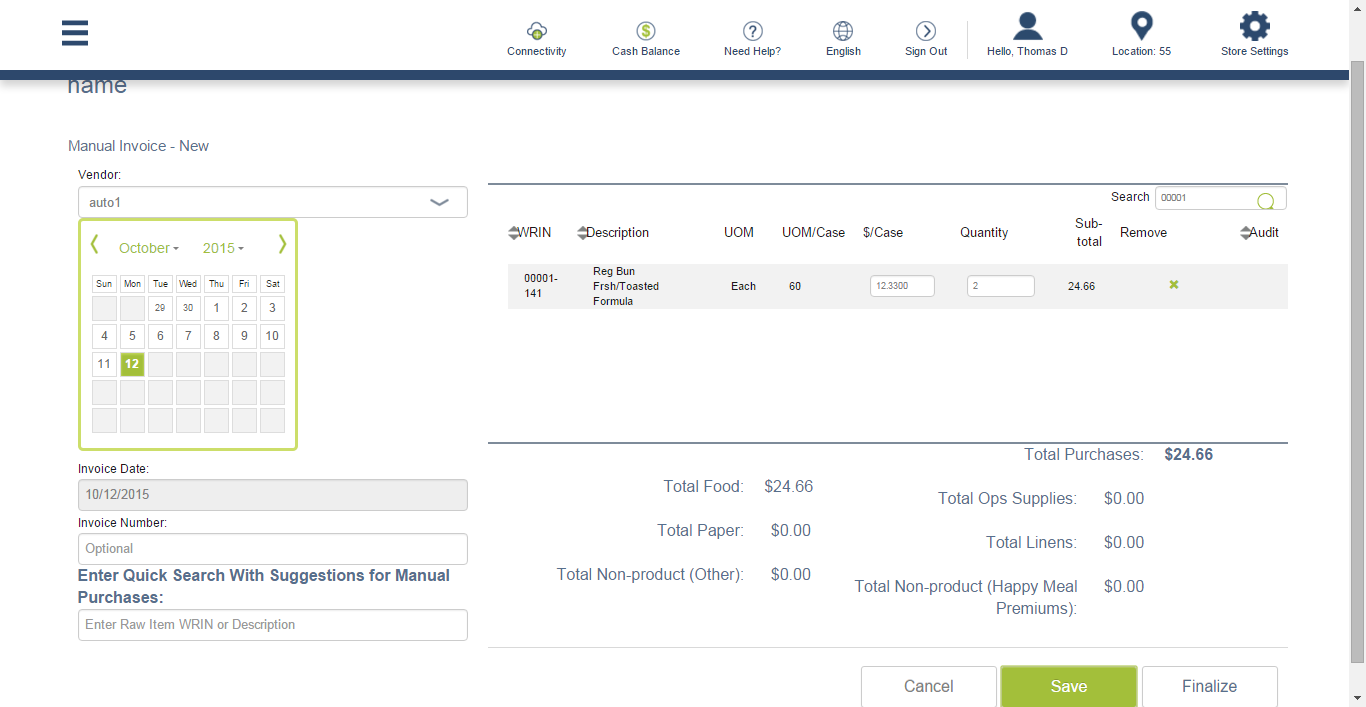 Connectivity
Cash Balance
Need Help?
English
Sign Out
Hello, Thomas D
Location: 55
Store Settings
name
Manual Invoice - New
Vendor:
auto1
October
2015
Sun Mon Tue Wed Thu Fri Sat
29 30 1 2 3
4 5 6 7 8 9 10
11 12
Invoice Date:
10/12/2015
Invoice Number:
Optional
Enter Quick Search With Suggestions for Manual
Purchases:
Enter Raw Item WRIN or Description
Search 00001
WRIN Description UOM UOM/Case $/Case Quantity Sub-
total Remove Audit
00001-
141
Reg Bun
Frsh/Toasted
Formula
Each 60 12.3300 2 24.66
Total Purchases: $24.66
Total Food: $24.66
Total Ops Supplies: $0.00
Total Paper: $0.00
Total Linens: $0.00
Total Non-product (Other): $0.00
Total Non-product (Happy Meal
Premiums): $0.00
Cancel Save Finalize